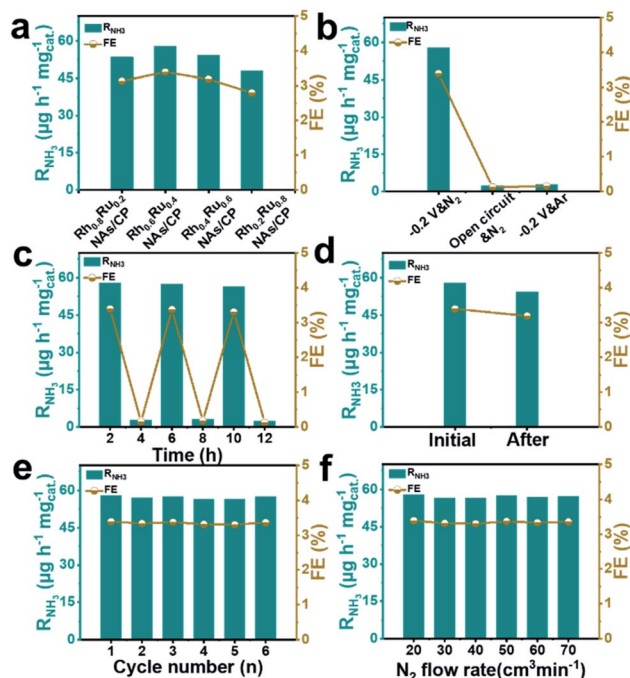 a
R_NH3
FE
R_NH3 (µg h⁻¹ mg⁻¹cat.)
60
45
30
15
0
5
4
3
2
1
0
FE (%)
Rh0.8Ru0.2 NAs/CP
Rh0.6Ru0.4 NAs/CP
Rh0.4Ru0.6 NAs/CP
Rh0.2Ru0.8 NAs/CP
b
R_NH3
FE
R_NH3 (µg h⁻¹ mg⁻¹cat.)
60
45
30
15
0
5
4
3
2
1
0
FE (%)
-0.2 V&N2
Open circuit &N2
-0.2 V&Ar
c
R_NH3
FE
R_NH3 (µg h⁻¹ mg⁻¹cat.)
60
45
30
15
0
5
4
3
2
1
0
FE (%)
2 4 6 8 10 12
Time (h)
d
R_NH3
FE
R_NH3 (µg h⁻¹ mg⁻¹cat.)
60
45
30
15
0
5
4
3
2
1
0
FE (%)
Initial After
e
R_NH3
FE
R_NH3 (µg h⁻¹ mg⁻¹cat.)
60
45
30
15
0
5
4
3
2
1
0
FE (%)
1 2 3 4 5 6
Cycle number (n)
f
R_NH3
FE
R_NH3 (µg h⁻¹ mg⁻¹cat.)
60
45
30
15
0
5
4
3
2
1
0
FE (%)
20 30 40 50 60 70
N2 flow rate(cm³min⁻¹)